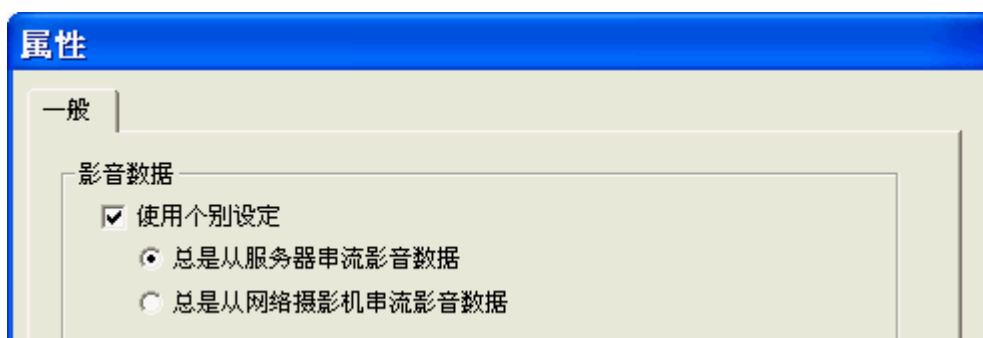 属性
一般
影音数据
使用个别设定
总是从服务器串流影音数据
总是从网络摄影机串流影音数据